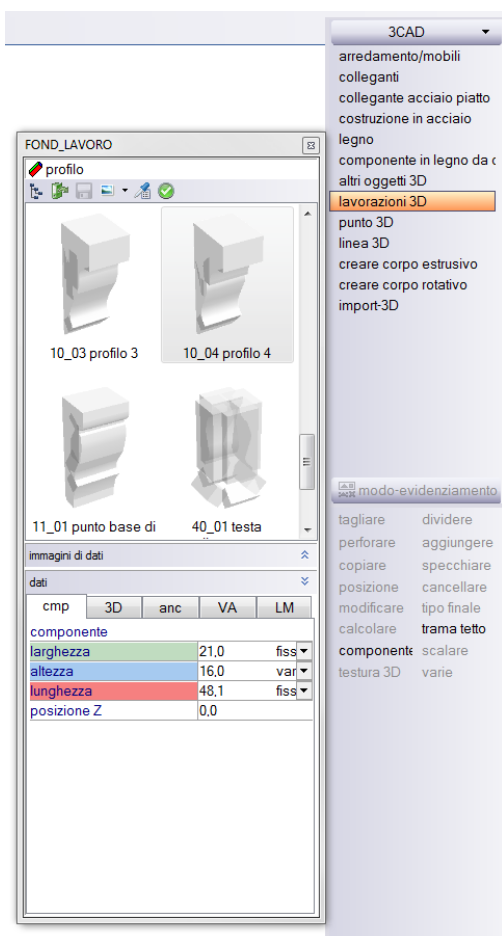 3CAD
arredamento/mobili
colleganti
collegante acciaio piatto
costruzione in acciaio
legno
componente in legno da
altri oggetti 3D
lavorazioni 3D
punto 3D
linea 3D
creare corpo estrusivo
creare corpo rotativo
import-3D
FOND_LAVORO
profilo
10_03 profilo 3
10_04 profilo 4
11_01 punto base di
40_01 testa
immagini di dati
dati
cmp 3D anc VA LM
componente
larghezza 21,0 fiss
altezza 16,0 var
lunghezza 48,1 fiss
posizione Z 0,0
modo-evidenziamento
tagliare dividere
perforare aggiungere
copiare specchiare
posizione cancellare
modificare tipo finale
calcolare trama tetto
componente scalare
testura 3D varie